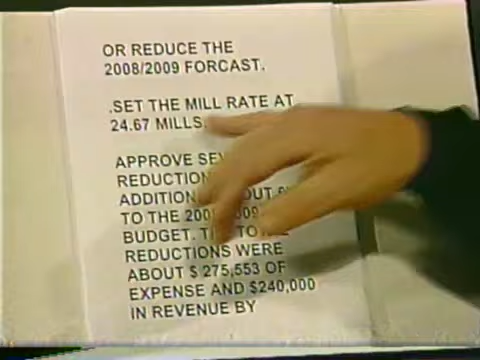 OR REDUCE THE
2008/2009 FORCAST.
.SET THE MILL RATE AT
24.67 MILLS.
APPROVE
REDUCTION
ADDITION
TO THE
BUDGET.
REDUCTIONS WERE
ABOUT $ 275,553 OF
EXPENSE AND $240,000
IN REVENUE BY